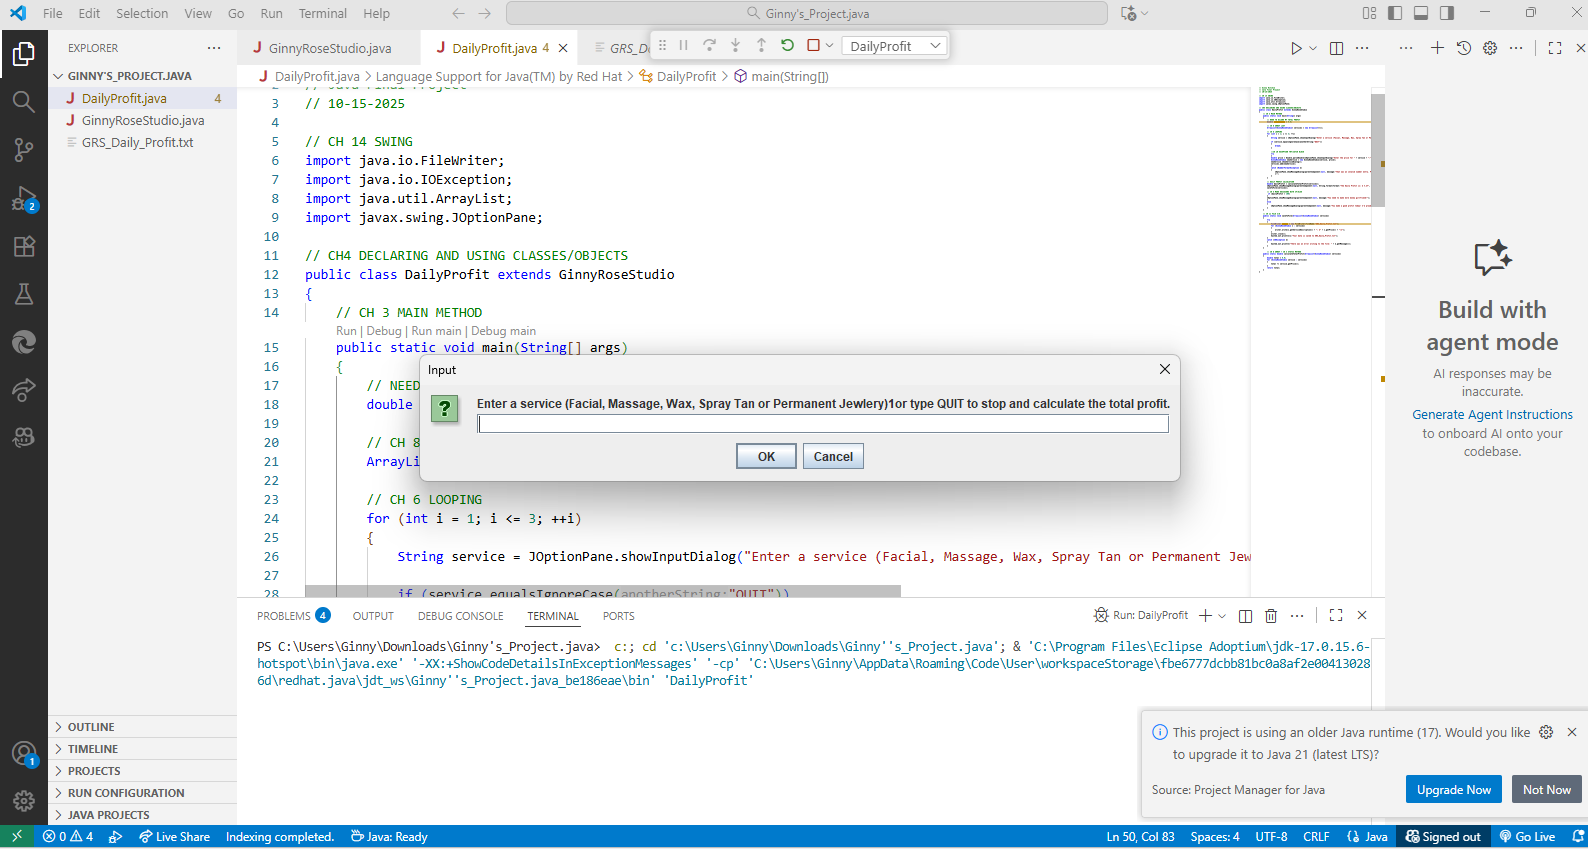 File Edit Selection View Go Run Terminal Help
Ginny's_Project.java
EXPLORER
GINNY'S_PROJECT.JAVA
DailyProfit.java 4
GinnyRoseStudio.java
GRS_Daily_Profit.txt
OUTLINE
TIMELINE
PROJECTS
RUN CONFIGURATION
JAVA PROJECTS
2
1
GinnyRoseStudio.java
DailyProfit.java 4
DailyProfit
DailyProfit.java > Language Support for Java(TM) by Red Hat > DailyProfit > main(String[])
2 // Java Final Project
3 // 10-15-2025
4
5 // CH 14 SWING
6 import java.io.FileWriter;
7 import java.io.IOException;
8 import java.util.ArrayList;
9 import javax.swing.JOptionPane;
10
11 // CH4 DECLARING AND USING CLASSES/OBJECTS
12 public class DailyProfit extends GinnyRoseStudio
13 {
14 // CH 3 MAIN METHOD
Run | Debug | Run main | Debug main
15 public static void main(String[] args)
16 {
17 // NEED
18 double
19
20 // CH 8
21 ArrayLi
22
23 // CH 6 LOOPING
24 for (int i = 1; i <= 3; ++i)
25 {
26 String service = JOptionPane.showInputDialog("Enter a service (Facial, Massage, Wax, Spray Tan or Permanent Jew
27
28 if (service.equalsIgnoreCase(anotherString:"QUIT"))
Input
Enter a service (Facial, Massage, Wax, Spray Tan or Permanent Jewlery)1or type QUIT to stop and calculate the total profit.
OK Cancel
PROBLEMS 4 OUTPUT DEBUG CONSOLE TERMINAL PORTS
Run: DailyProfit
PS C:\Users\Ginny\Downloads\Ginny's_Project.java> c:; cd 'c:\Users\Ginny\Downloads\Ginny''s_Project.java'; & 'C:\Program Files\Eclipse Adoptium\jdk-17.0.15.6-
hotspot\bin\java.exe' '-XX:+ShowCodeDetailsInExceptionMessages' '-cp' 'C:\Users\Ginny\AppData\Roaming\Code\User\workspaceStorage\fbe6777dcbb81bc0a8af2e00413028
6d\redhat.java\jdt_ws\Ginny''s_Project.java_be186eae\bin' 'DailyProfit'
Build with
agent mode
AI responses may be
inaccurate.
Generate Agent Instructions
to onboard AI onto your
codebase.
This project is using an older Java runtime (17). Would you like
to upgrade it to Java 21 (latest LTS)?
Source: Project Manager for Java
Upgrade Now Not Now
0 4 Live Share Indexing completed. Java: Ready
Ln 50, Col 83 Spaces: 4 UTF-8 CRLF Java Signed out Go Live